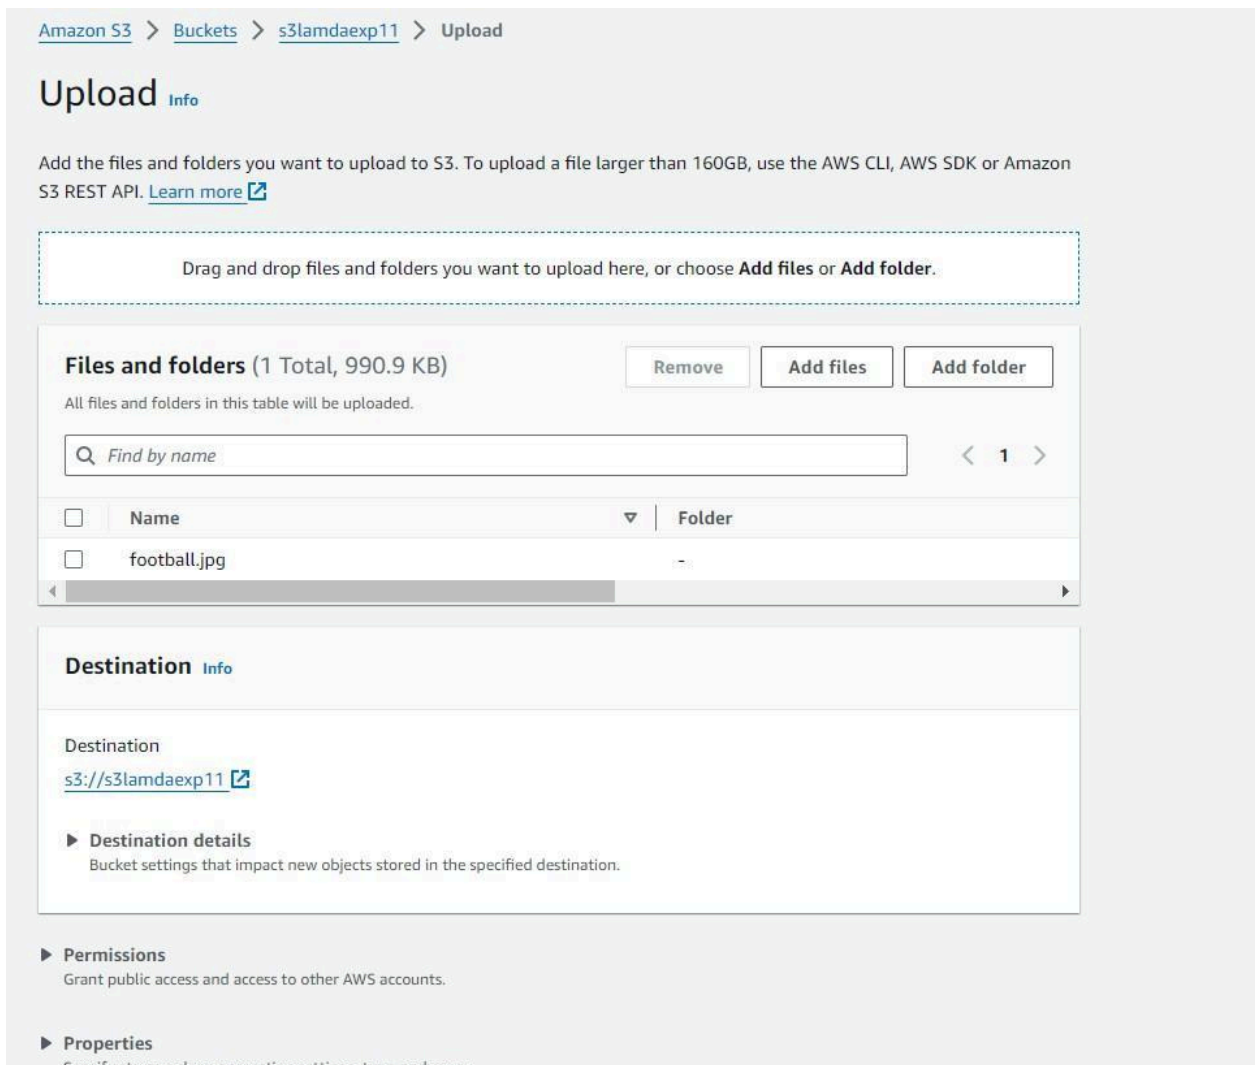 Amazon S3 > Buckets > s3lamdaexp11 > Upload
Upload Info
Add the files and folders you want to upload to S3. To upload a file larger than 160GB, use the AWS CLI, AWS SDK or Amazon
S3 REST API. Learn more
Drag and drop files and folders you want to upload here, or choose Add files or Add folder.
Files and folders (1 Total, 990.9 KB)
Remove Add files Add folder
All files and folders in this table will be uploaded.
Find by name
< 1 >
Name Folder
football.jpg -
Destination Info
Destination
s3://s3lamdaexp11
Destination details
Bucket settings that impact new objects stored in the specified destination.
Permissions
Grant public access and access to other AWS accounts.
Properties